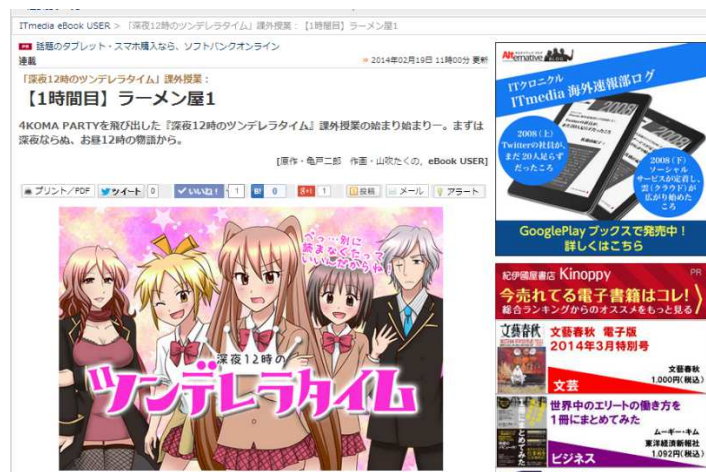 ITmedia eBook USER > 「深夜12時のツンデレラタイム」課外授業：【1時間目】ラーメン屋1
PR 話題のタブレット・スマホ購入なら、ソフトバンクオンライン
連載
2014年02月19日 11時00分 更新
「深夜12時のツンデレラタイム」課外授業：
【1時間目】ラーメン屋1
4KOMA PARTYを飛び出した『深夜12時のツンデレラタイム』課外授業の始まり始まりー。まずは
深夜ならぬ、お昼12時の物語から。
[原作・亀戸二郎 作画・山吹たくの, eBook USER]
プリント/PDF ツイート 0 いいね！ 1 B! 0 g+1 1 投稿 メール アラート
べっ…別に
読まなくたって
いいんだからね！
深夜12時の
ツンデレラタイム
Alternative BLOG
ITクロニクル
ITmedia 海外速報部ログ
2008
2008
2008（上）
Twitterの社員が、
まだ20人足らず
だったころ
2008（下）
ソーシャル
サービスが定着し、
雲（クラウド）が
広がり始めた
ころ
GooglePlay ブックスで発売中！
詳しくはこちら
紀伊國屋書店 Kinoppy
PR
今売れてる電子書籍はコレ!
総合ランキングからのオススメをもっと見る
文藝春秋
文藝春秋 電子版
2014年3月特別号
文藝春秋
1,000円(税込)
文芸
世界中のエリートの働き方を
1冊にまとめてみた
ムーギー・キム
東洋経済新報社
1,092円(税込)
ビジネス